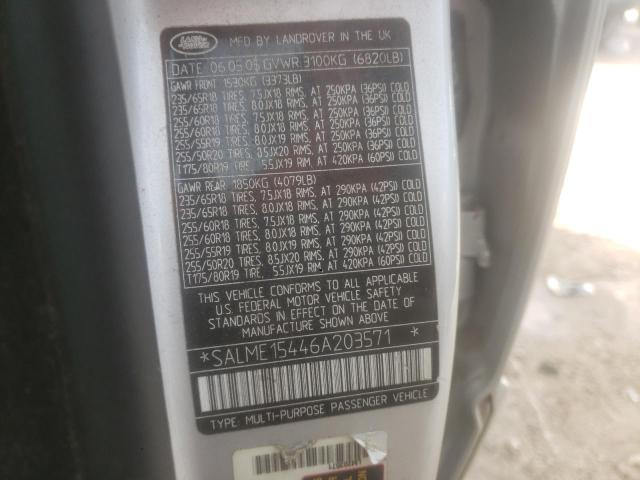 LAND ROVER
MFD BY LANDROVER IN THE UK
DATE 06.05.05 GVWR 3100KG (6820LB)
GAWR FRONT 1530KG (3373LB)
235/65R18 TIRES, 7.5JX18 RIMS, AT 250KPA (36PSI) COLD
235/65R18 TIRES, 8.0JX18 RIMS, AT 250KPA (36PSI) COLD
255/60R18 TIRES, 7.5JX18 RIMS, AT 250KPA (36PSI) COLD
255/60R18 TIRES, 8.0JX18 RIMS, AT 250KPA (36PSI) COLD
255/55R19 TIRES, 8.0JX19 RIMS, AT 250KPA (36PSI) COLD
255/50R20 TIRES, 8.5JX20 RIMS, AT 250KPA (36PSI) COLD
T175/80R19 TIRE, 5.5JX19 RIM, AT 420KPA (60PSI) COLD
GAWR REAR 1850KG (4079LB)
235/65R18 TIRES, 7.5JX18 RIMS, AT 290KPA (42PSI) COLD
235/65R18 TIRES, 8.0JX18 RIMS, AT 290KPA (42PSI) COLD
255/60R18 TIRES, 7.5JX18 RIMS, AT 290KPA (42PSI) COLD
255/60R18 TIRES, 8.0JX18 RIMS, AT 290KPA (42PSI) COLD
255/55R19 TIRES, 8.0JX19 RIMS, AT 290KPA (42PSI) COLD
255/50R20 TIRES, 8.5JX20 RIMS, AT 290KPA (42PSI) COLD
T175/80R19 TIRE, 5.5JX19 RIM, AT 420KPA (60PSI) COLD
THIS VEHICLE CONFORMS TO ALL APPLICABLE
U.S. FEDERAL MOTOR VEHICLE SAFETY
STANDARDS IN EFFECT ON THE DATE OF
MANUFACTURE SHOWN ABOVE
*SALME15446A203571*
TYPE: MULTI-PURPOSE PASSENGER VEHICLE